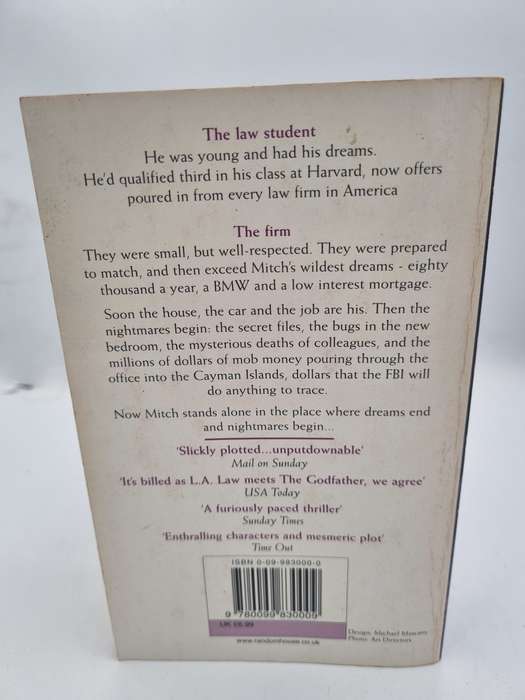 The law student
He was young and had his dreams.
He'd qualified third in his class at Harvard, now offers
poured in from every law firm in America
The firm
They were small, but well-respected. They were prepared
to match, and then exceed Mitch's wildest dreams - eighty
thousand a year, a BMW and a low interest mortgage.
Soon the house, the car and the job are his. Then the
nightmares begin: the secret files, the bugs in the new
bedroom, the mysterious deaths of colleagues, and the
millions of dollars of mob money pouring through the
office into the Cayman Islands, dollars that the FBI will
do anything to trace.
Now Mitch stands alone in the place where dreams end
and nightmares begin...
'Slickly plotted...unputdownable'
Mail on Sunday
'It's billed as L.A. Law meets The Godfather, we agree'
USA Today
'A furiously paced thriller'
Sunday Times
'Enthralling characters and mesmeric plot'
Time Out
ISBN 0-09-983000-0
9 780099 830009
UK £6.99
www.randomhouse.co.uk
Design: Michael
Photo: Art Directors